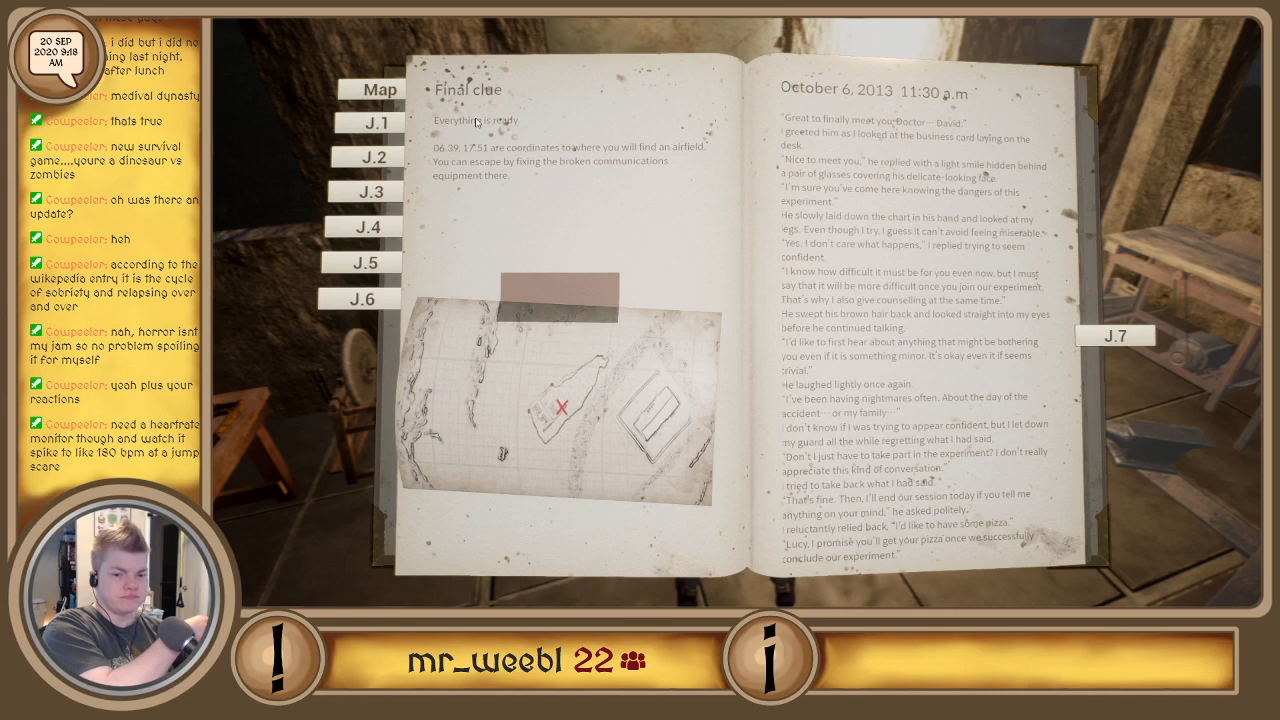 20 SEP
2020 9:18
AM
i did but i did no
ing last night.
after lunch
ler: medival dynasty
Cowpeeler: thats true
Cowpeeler: new survival
game....youre a dinosaur vs
zombies
Cowpeeler: oh was there an
update?
Cowpeeler: heh
Cowpeeler: according to the
wikepedia entry it is the cycle
of sobriety and relapsing over
and over
Cowpeeler: nah, horror isnt
my jam so no problem spoiling
it for myself
Cowpeeler: yeah plus your
reactions
Cowpeeler: need a heartrate
monitor though and watch it
spike to like 180 bpm at a jump
scare
Map
J.1
J.2
J.3
J.4
J.5
J.6
Final clue
Everything is ready
06.39, 17.51 are coordinates to where you will find an airfield.
You can escape by fixing the broken communications
equipment there.
October 6, 2013 11:30 a.m
"Great to finally meet you, Doctor… David."
I greeted him as I looked at the business card laying on the
desk.
"Nice to meet you," he replied with a light smile hidden behind
a pair of glasses covering his delicate-looking face.
"I'm sure you've come here knowing the dangers of this
experiment."
He slowly laid down the chart in his hand and looked at my
legs. Even though I try, I guess it can't avoid feeing miserable.
"Yes. I don't care what happens," I replied trying to seem
confident.
"I know how difficult it must be for you even now, but I must
say that it will be more difficult once you join our experiment.
That's why I also give counselling at the same time."
He swept his brown hair back and looked straight into my eyes
before he continued talking.
"I'd like to first hear about anything that might be bothering
you even if it is something minor. It's okay even it if seems
trivial."
He laughed lightly once again.
"I've been having nightmares often. About the day of the
accident… or my family…"
I don't know if I was trying to appear confident, but I let down
my guard all the while regretting what I had said.
"Don't I just have to take part in the experiment? I don't really
appreciate this kind of conversation."
I tried to take back what I had said.
"That's fine. Then, I'll end our session today if you tell me
anything on your mind," he asked politely.
I reluctantly relied back, "I'd like to have some pizza."
"Lucy, I promise you'll get your pizza once we successfully
conclude our experiment."
J.7
!
mr_weebl 22
i